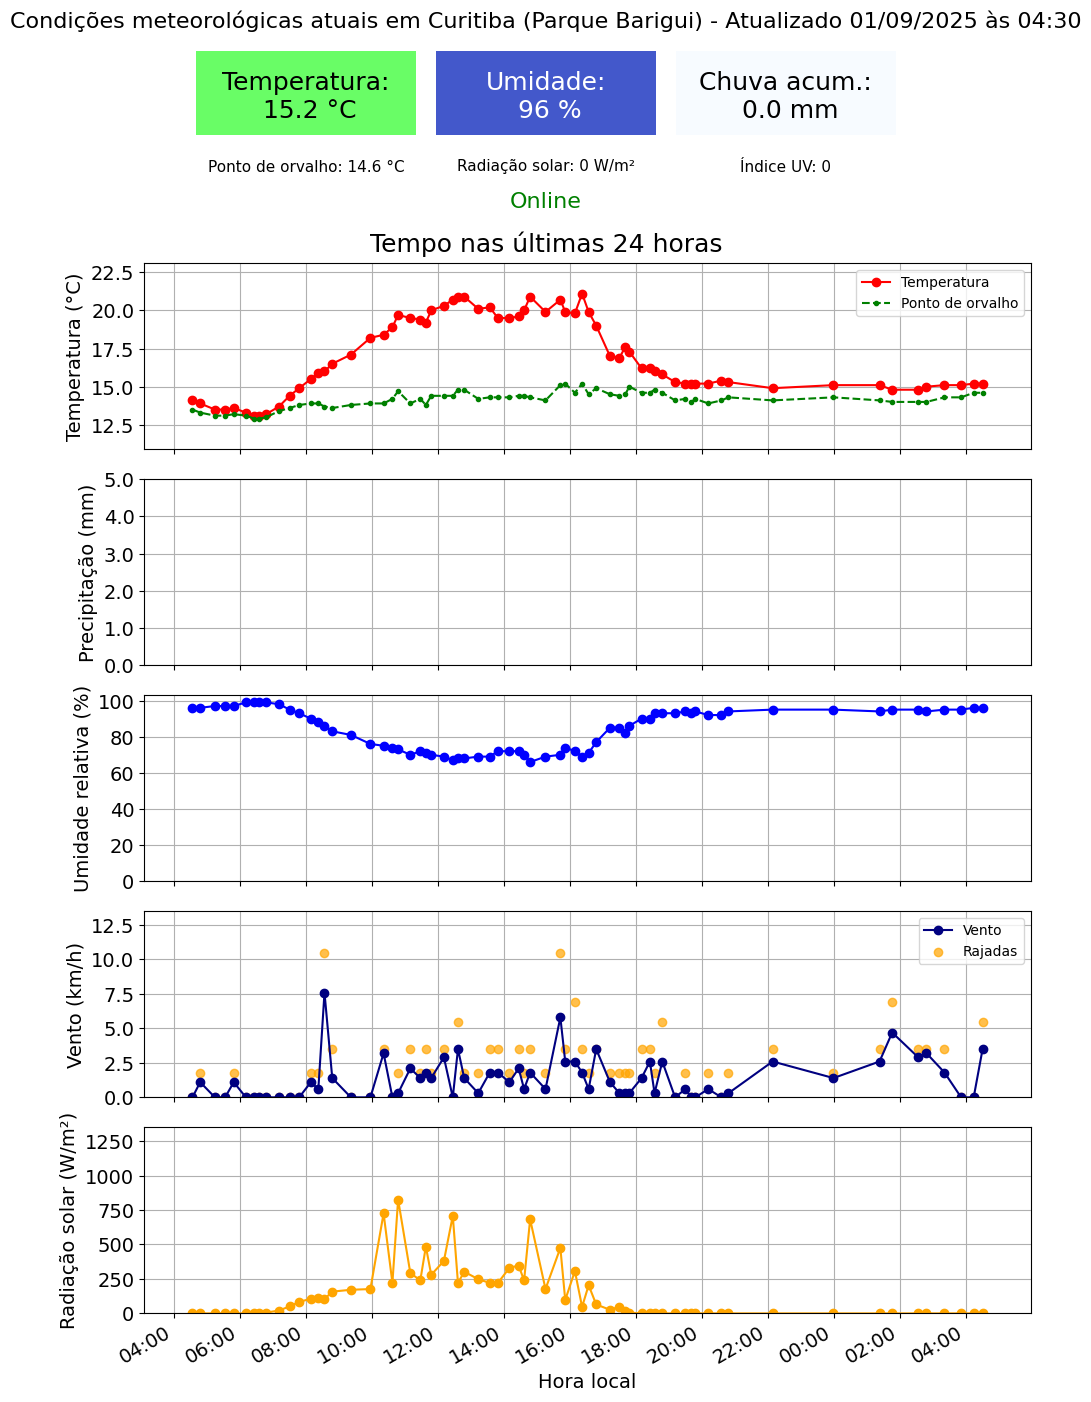 Condições meteorológicas atuais em Curitiba (Parque Barigui) - Atualizado 01/09/2025 às 04:30
Temperatura:
15.2 °C
Umidade:
96 %
Chuva acum.:
0.0 mm
Ponto de orvalho: 14.6 °C
Radiação solar: 0 W/m²
Índice UV: 0
Online
Tempo nas últimas 24 horas
Temperatura (°C)
22.5
20.0
17.5
15.0
12.5
Temperatura
Ponto de orvalho
Precipitação (mm)
5.0
4.0
3.0
2.0
1.0
0.0
Umidade relativa (%)
100
80
60
40
20
0
Vento (km/h)
12.5
10.0
7.5
5.0
2.5
0.0
Vento
Rajadas
Radiação solar (W/m²)
1250
1000
750
500
250
0
04:00
06:00
08:00
10:00
12:00
14:00
16:00
18:00
20:00
22:00
00:00
02:00
04:00
Hora local